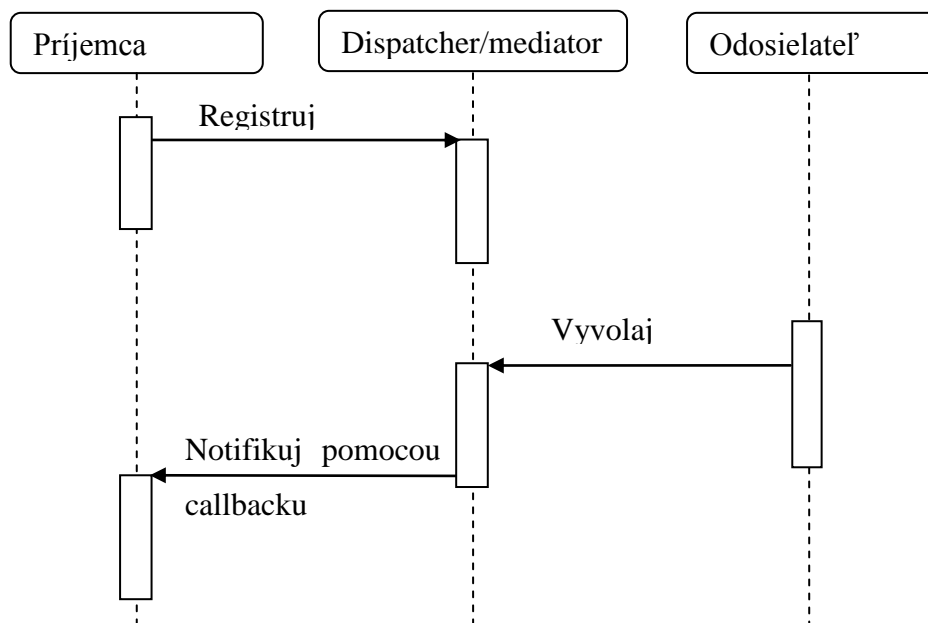 Príjemca
Dispatcher/mediator
Odosielateľ
Registruj
Vyvolaj
Notifikuj pomocou
callbacku